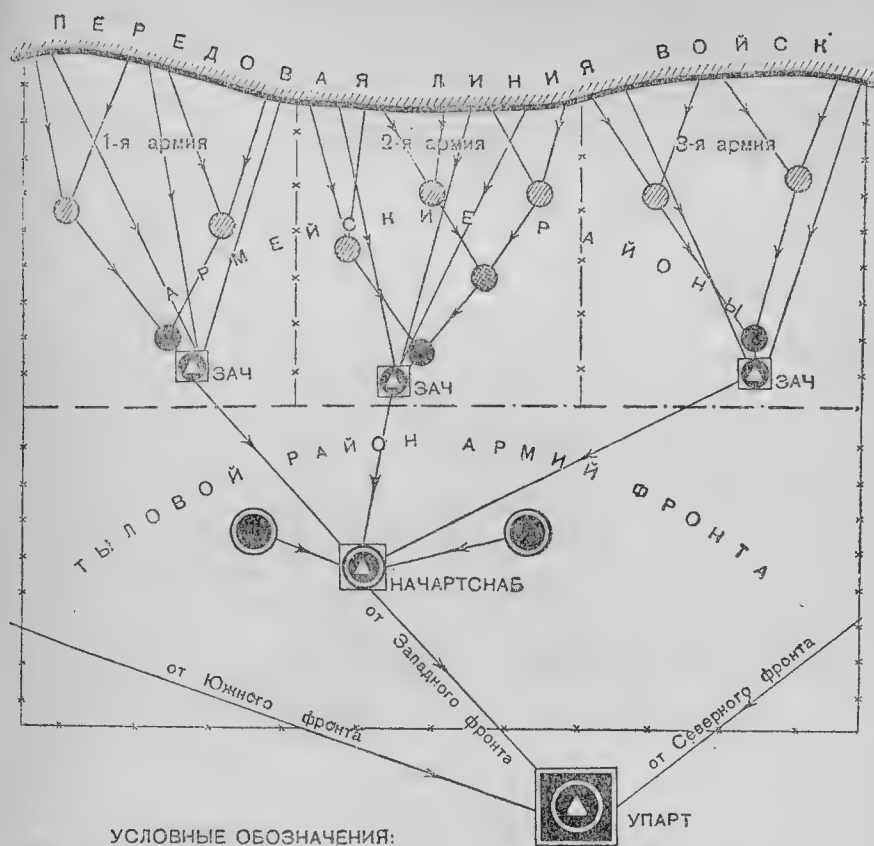 ПЕРЕДОВАЯ ЛИНИЯ ВОЙСК
1-я армия
2-я армия
3-я армия
АРМЕЙСКИЕ РАЙОНЫ
ЗАЧ
ЗАЧ
ЗАЧ
ТЫЛОВОЙ РАЙОН АРМИЙ ФРОНТА
НАЧАРТСНАБ
от Южного фронта
от Западного фронта
от Северного фронта
УПАРТ
УСЛОВНЫЕ ОБОЗНАЧЕНИЯ: